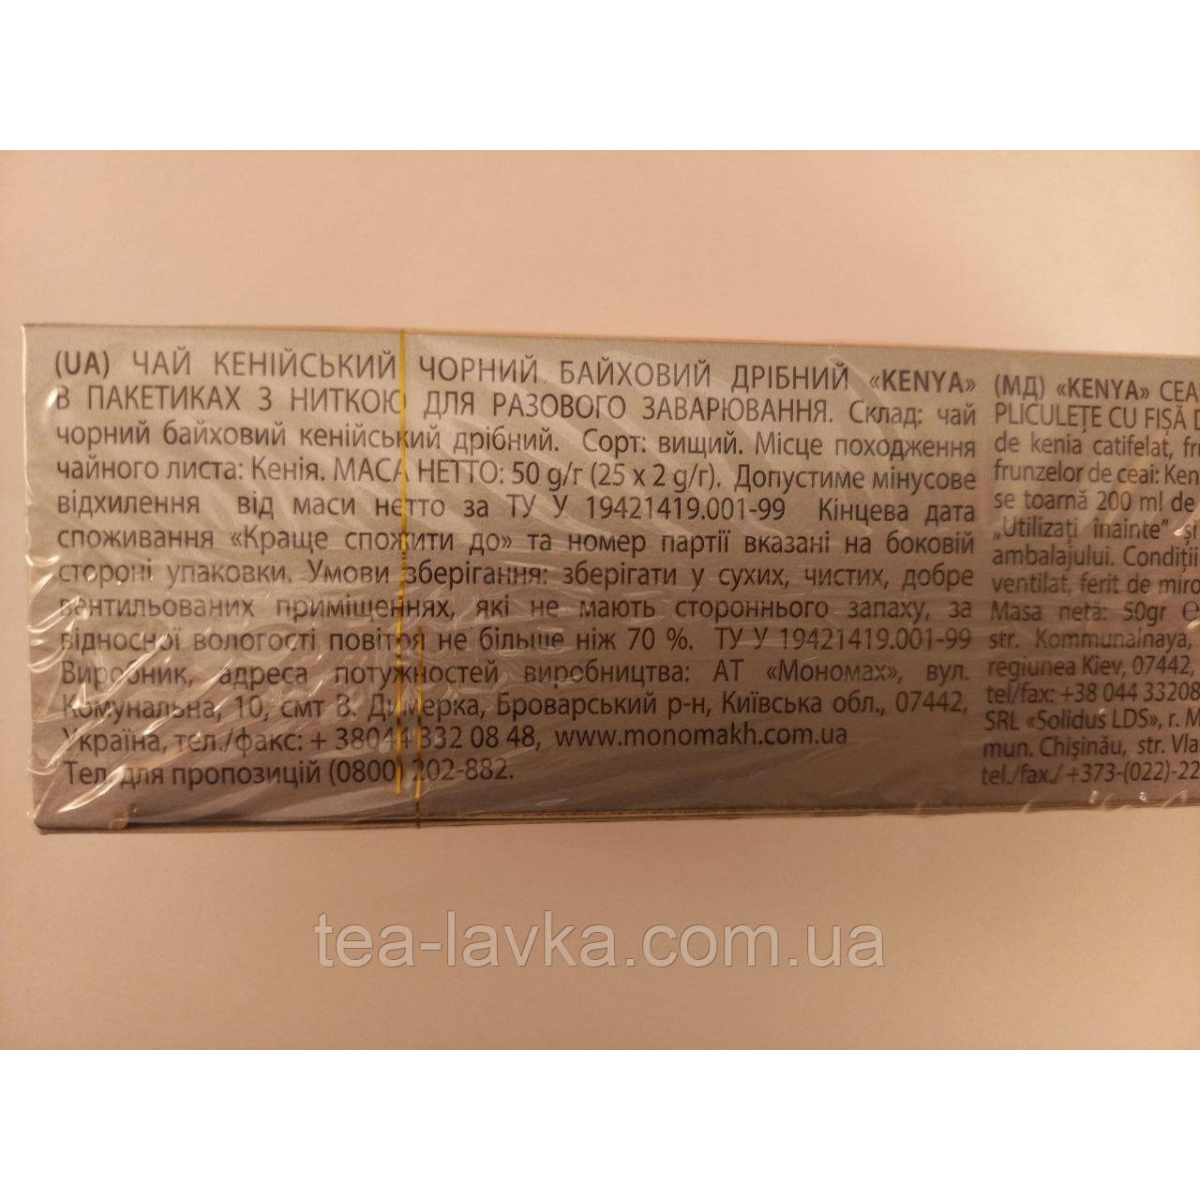 (UA) ЧАЙ КЕНІЙСЬКИЙ ЧОРНИЙ БАЙХОВИЙ ДРІБНИЙ «KENYA»
В ПАКЕТИКАХ З НИТКОЮ ДЛЯ РАЗОВОГО ЗАВАРЮВАННЯ. Склад: чай
чорний байховий кенійський дрібний. Сорт: вищий. Місце походження
чайного листа: Кенія. МАСА НЕТТО: 50 g/г (25 x 2 g/г). Допустиме мінусове
відхилення від маси нетто за ТУ У 19421419.001-99 Кінцева дата
споживання «Краще спожити до» та номер партії вказані на боковій
стороні упаковки. Умови зберігання: зберігати у сухих, чистих, добре
вентильованих приміщеннях, які не мають стороннього запаху, за
відносної вологості повітря не більше ніж 70 %. ТУ У 19421419.001-99
Виробник, адреса потужностей виробництва: АТ «Мономах», вул.
Комунальна, 10, смт В. Димерка, Броварський р-н, Київська обл., 07442,
Україна, тел./факс: + 38044 332 08 48, www.monomakh.com.ua
Тел. для пропозицій (0800) 202-882.
(МД) «KENYA» CEA
PLICULEȚE CU FIȘĂ
de kenia catifelat, fr
frunzelor de ceai: Ken
se toarnă 200 ml de
„Utilizați înainte” și
ambalajului. Condiții
ventilat, ferit de miro
Masa netă: 50gr ℮
str. Kommunalnaya,
regiunea Kiev, 07442,
tel/fax: +38 044 33208
SRL «Solidus LDS», r. M
mun. Chișinău, str. Vla
tel./fax./ +373-(022)-22
tea-lavka.com.ua